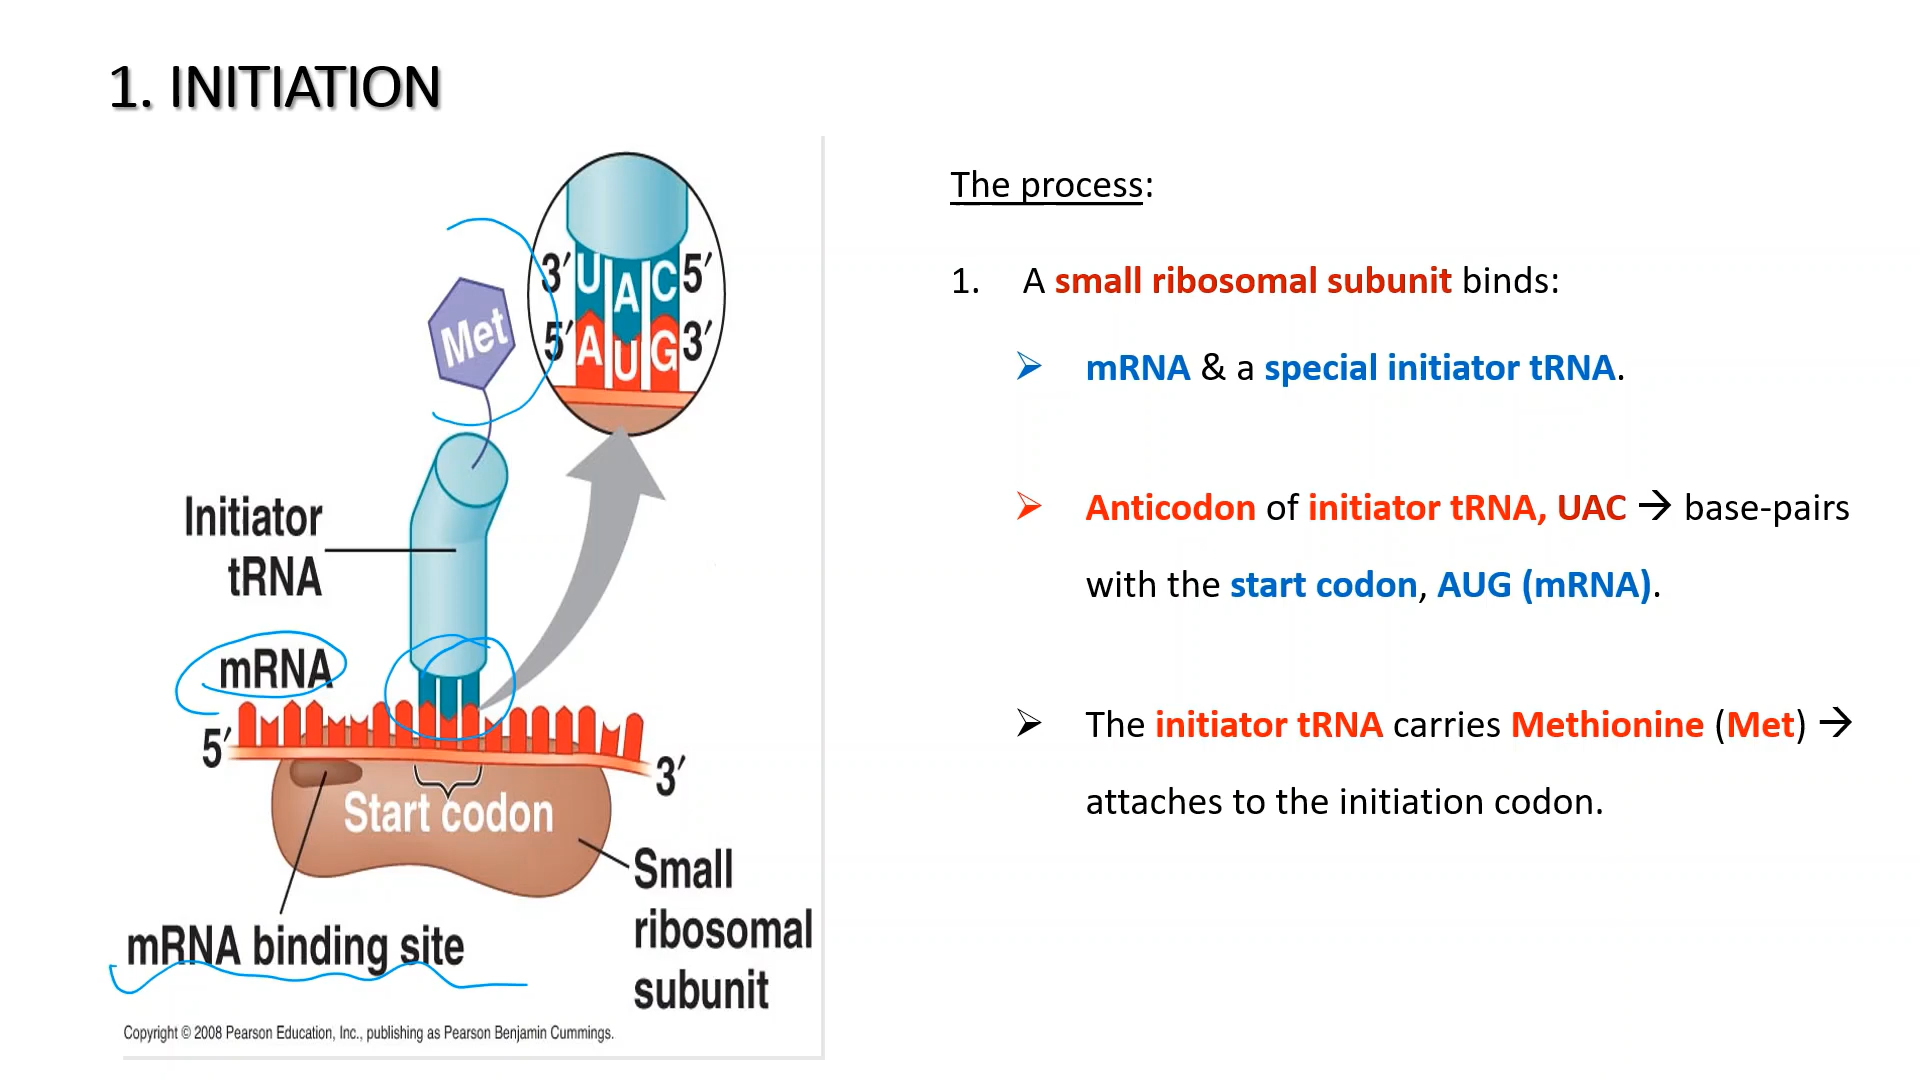 1. INITIATION
3′ U A C 5′
5′ A U G 3′
Met
Initiator
tRNA
mRNA
5′
3′
Start codon
mRNA binding site
Small
ribosomal
subunit
Copyright © 2008 Pearson Education, Inc., publishing as Pearson Benjamin Cummings.
The process:
1. A small ribosomal subunit binds:
➢ mRNA & a special initiator tRNA.
➢ Anticodon of initiator tRNA, UAC → base-pairs
with the start codon, AUG (mRNA).
➢ The initiator tRNA carries Methionine (Met) →
attaches to the initiation codon.